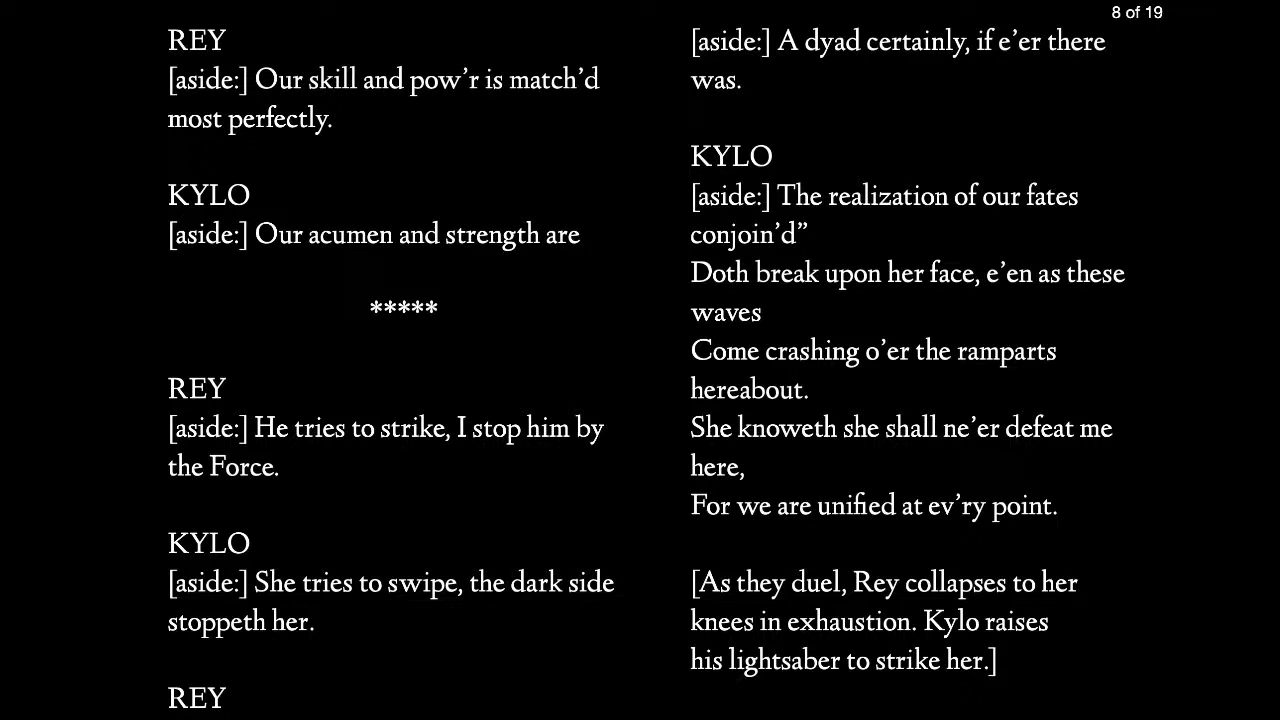 8 of 19
REY
[aside:] Our skill and pow’r is match’d
most perfectly.
KYLO
[aside:] Our acumen and strength are
*****
REY
[aside:] He tries to strike, I stop him by
the Force.
KYLO
[aside:] She tries to swipe, the dark side
stoppeth her.
REY
[aside:] A dyad certainly, if e’er there
was.
KYLO
[aside:] The realization of our fates
conjoin’d”
Doth break upon her face, e’en as these
waves
Come crashing o’er the ramparts
hereabout.
She knoweth she shall ne’er defeat me
here,
For we are unified at ev’ry point.
[As they duel, Rey collapses to her
knees in exhaustion. Kylo raises
his lightsaber to strike her.]